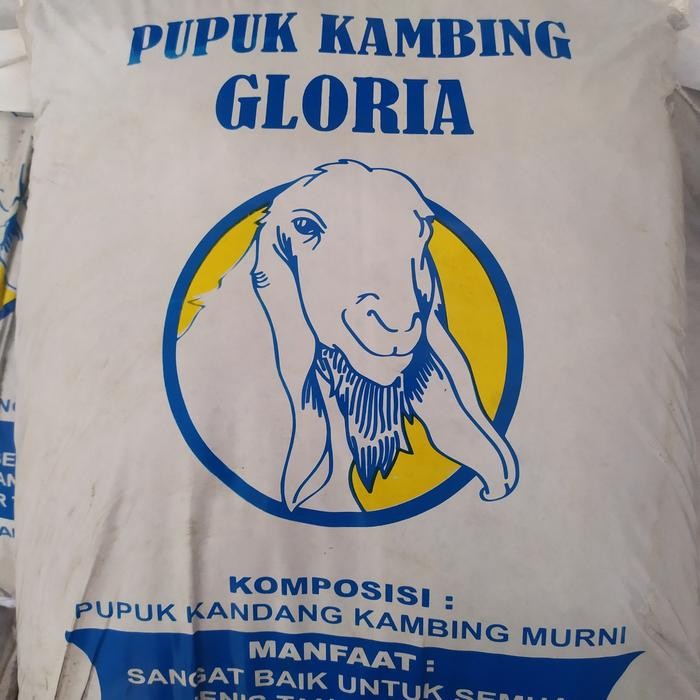 PUPUK KAMBING
GLORIA
KOMPOSISI :
PUPUK KANDANG KAMBING MURNI
MANFAAT :
SANGAT BAIK UNTUK SEMUA